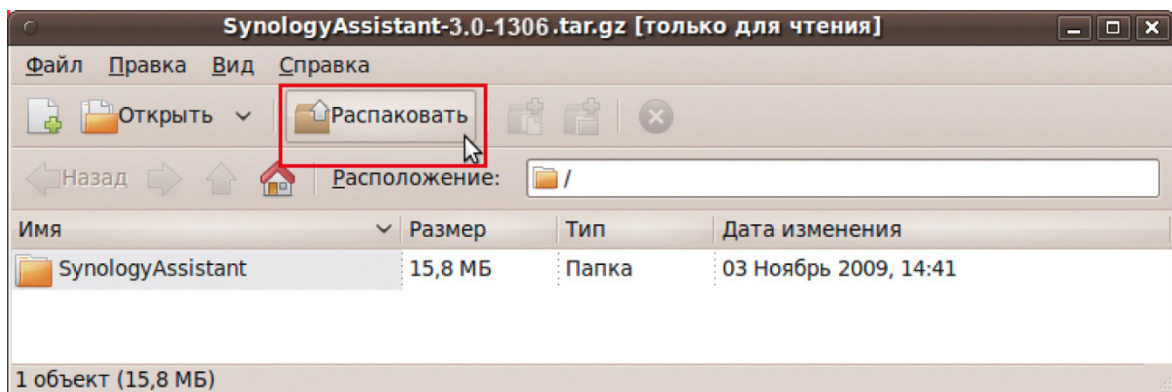 SynologyAssistant-3.0-1306.tar.gz [только для чтения]
Файл Правка Вид Справка
Открыть Распаковать
Назад Расположение: /
Имя Размер Тип Дата изменения
SynologyAssistant 15,8 МБ Папка 03 Ноябрь 2009, 14:41
1 объект (15,8 МБ)